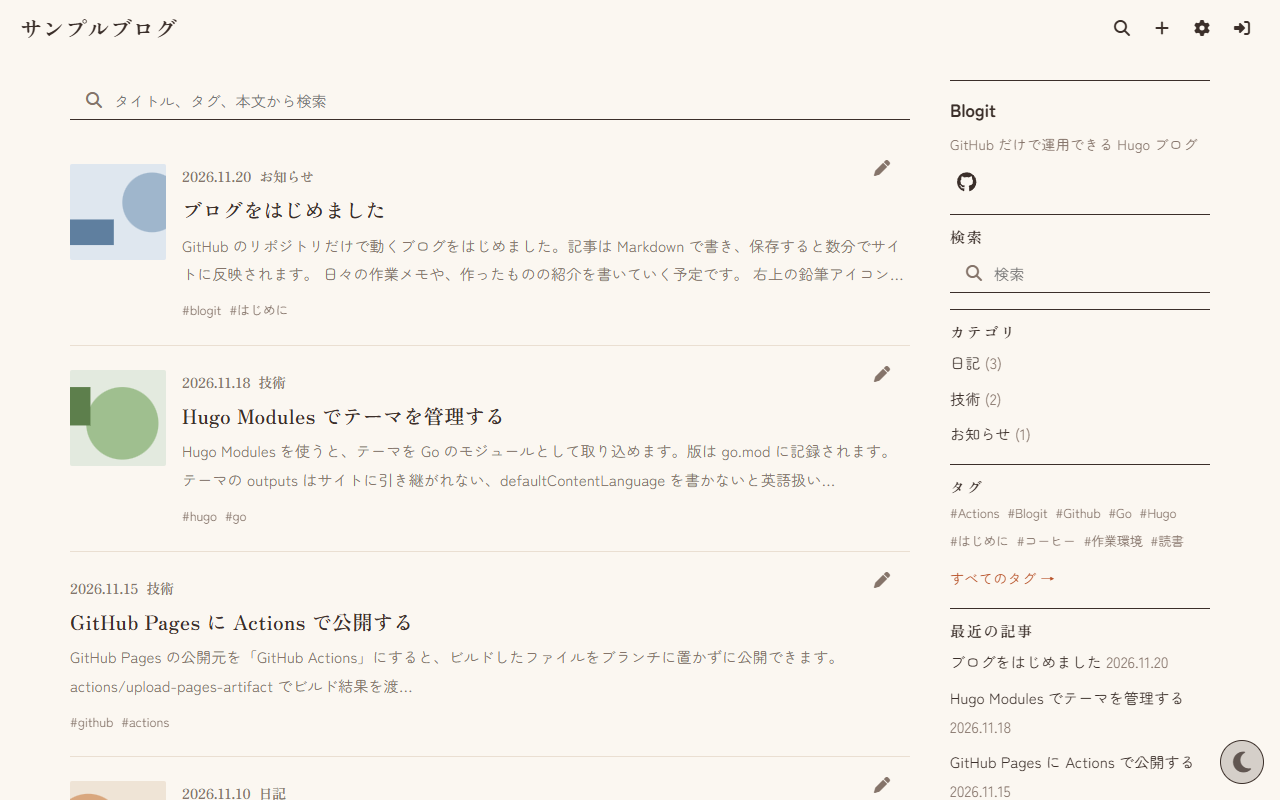 サンプルブログ
タイトル、タグ、本文から検索
2026.11.20 お知らせ
ブログをはじめました
GitHub のリポジトリだけで動くブログをはじめました。記事は Markdown で書き、保存すると数分でサイ
トに反映されます。 日々の作業メモや、作ったものの紹介を書いていく予定です。 右上の鉛筆アイコン…
#blogit #はじめに
2026.11.18 技術
Hugo Modules でテーマを管理する
Hugo Modules を使うと、テーマを Go のモジュールとして取り込めます。版は go.mod に記録されます。
テーマの outputs はサイトに引き継がれない、defaultContentLanguage を書かないと英語扱い…
#hugo #go
2026.11.15 技術
GitHub Pages に Actions で公開する
GitHub Pages の公開元を「GitHub Actions」にすると、ビルドしたファイルをブランチに置かずに公開できます。
actions/upload-pages-artifact でビルド結果を渡…
#github #actions
2026.11.10 日記
Blogit
GitHub だけで運用できる Hugo ブログ
検索
検索
カテゴリ
日記 (3)
技術 (2)
お知らせ (1)
タグ
#Actions #Blogit #Github #Go #Hugo
#はじめに #コーヒー #作業環境 #読書
すべてのタグ →
最近の記事
ブログをはじめました 2026.11.20
Hugo Modules でテーマを管理する
2026.11.18
GitHub Pages に Actions で公開する
2026.11.15